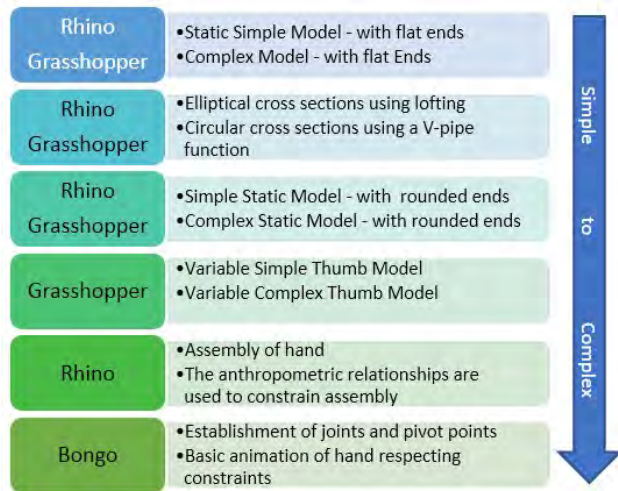 Rhino
Grasshopper
•Static Simple Model - with flat ends
•Complex Model - with flat Ends
Rhino
Grasshopper
•Elliptical cross sections using lofting
•Circular cross sections using a V-pipe
function
Rhino
Grasshopper
•Simple Static Model - with rounded ends
•Complex Static Model - with rounded ends
Grasshopper
•Variable Simple Thumb Model
•Variable Complex Thumb Model
Rhino
•Assembly of hand
•The anthropometric relationships are
used to constrain assembly
Bongo
•Establishment of joints and pivot points
•Basic animation of hand respecting
constraints
Simple to Complex